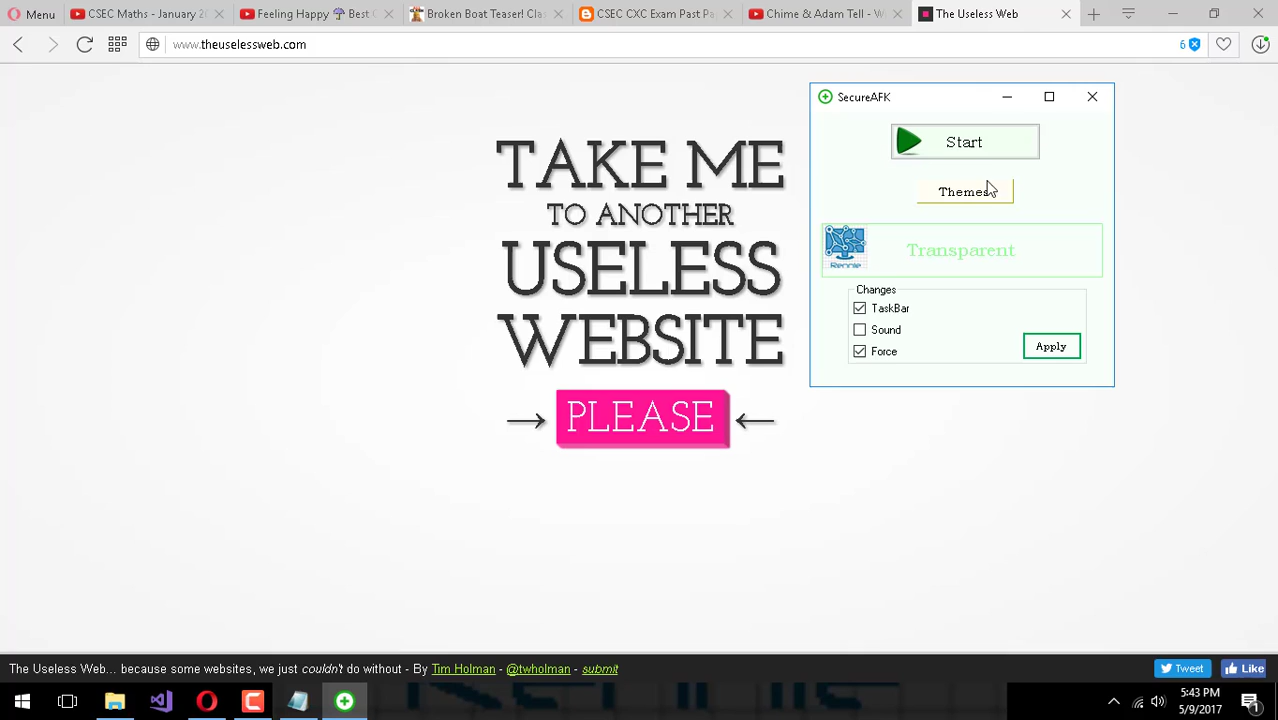 Menu
CSEC Maths - January 2
Feeling Happy
Best
Broken Boat Teaser! Cla
CSEC CXC Exam Past Pa
Crime & Adam Tell - W
The Useless Web
www.theuselessweb.com
6
SecureAFK
Start
Themes
Transparent
Changes
TaskBar
Sound
Force
Apply
TAKE ME
TO ANOTHER
USELESS
WEBSITE
PLEASE
The Useless Web... because some websites, we just couldn't do without - By Tim Holman - @twholman - submit
Tweet
Like
5:43 PM
5/9/2017
1